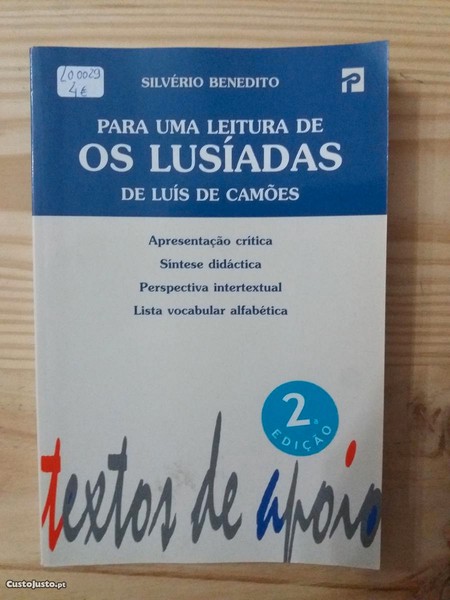 LO 0029
4€
SILVÉRIO BENEDITO
P
PARA UMA LEITURA DE
OS LUSÍADAS
DE LUÍS DE CAMÕES
Apresentação crítica
Síntese didáctica
Perspectiva intertextual
Lista vocabular alfabética
2.ª
EDIÇÃO
textos de apoio
CustoJusto.pt